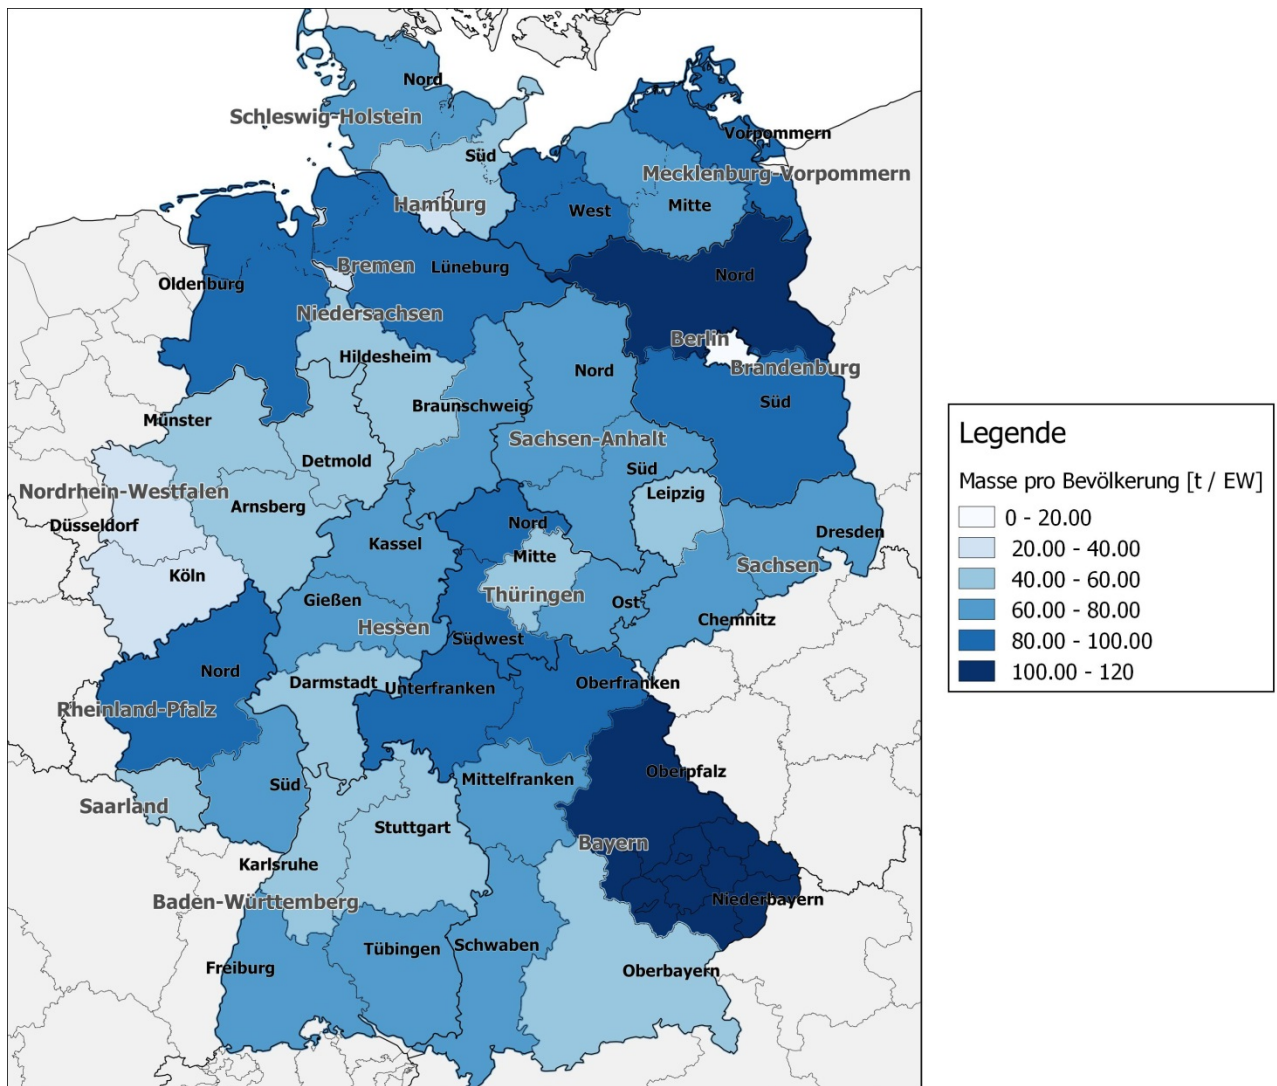 Nord
Schleswig-Holstein
Vorpommern
Süd
Mecklenburg-Vorpommern
Hamburg
West
Mitte
Bremen
Lüneburg
Nord
Oldenburg
Niedersachsen
Berlin
Hildesheim
Brandenburg
Nord
Braunschweig
Süd
Münster
Sachsen-Anhalt
Detmold
Süd
Nordrhein-Westfalen
Leipzig
Arnsberg
Düsseldorf
Nord
Dresden
Kassel
Mitte
Sachsen
Köln
Thüringen
Gießen
Ost
Hessen
Chemnitz
Südwest
Nord
Darmstadt
Unterfranken
Oberfranken
Rheinland-Pfalz
Oberpfalz
Mittelfranken
Süd
Saarland
Stuttgart
Bayern
Karlsruhe
Baden-Württemberg
Niederbayern
Tübingen
Schwaben
Freiburg
Oberbayern
Legende
Masse pro Bevölkerung [t / EW]
0 - 20.00
20.00 - 40.00
40.00 - 60.00
60.00 - 80.00
80.00 - 100.00
100.00 - 120